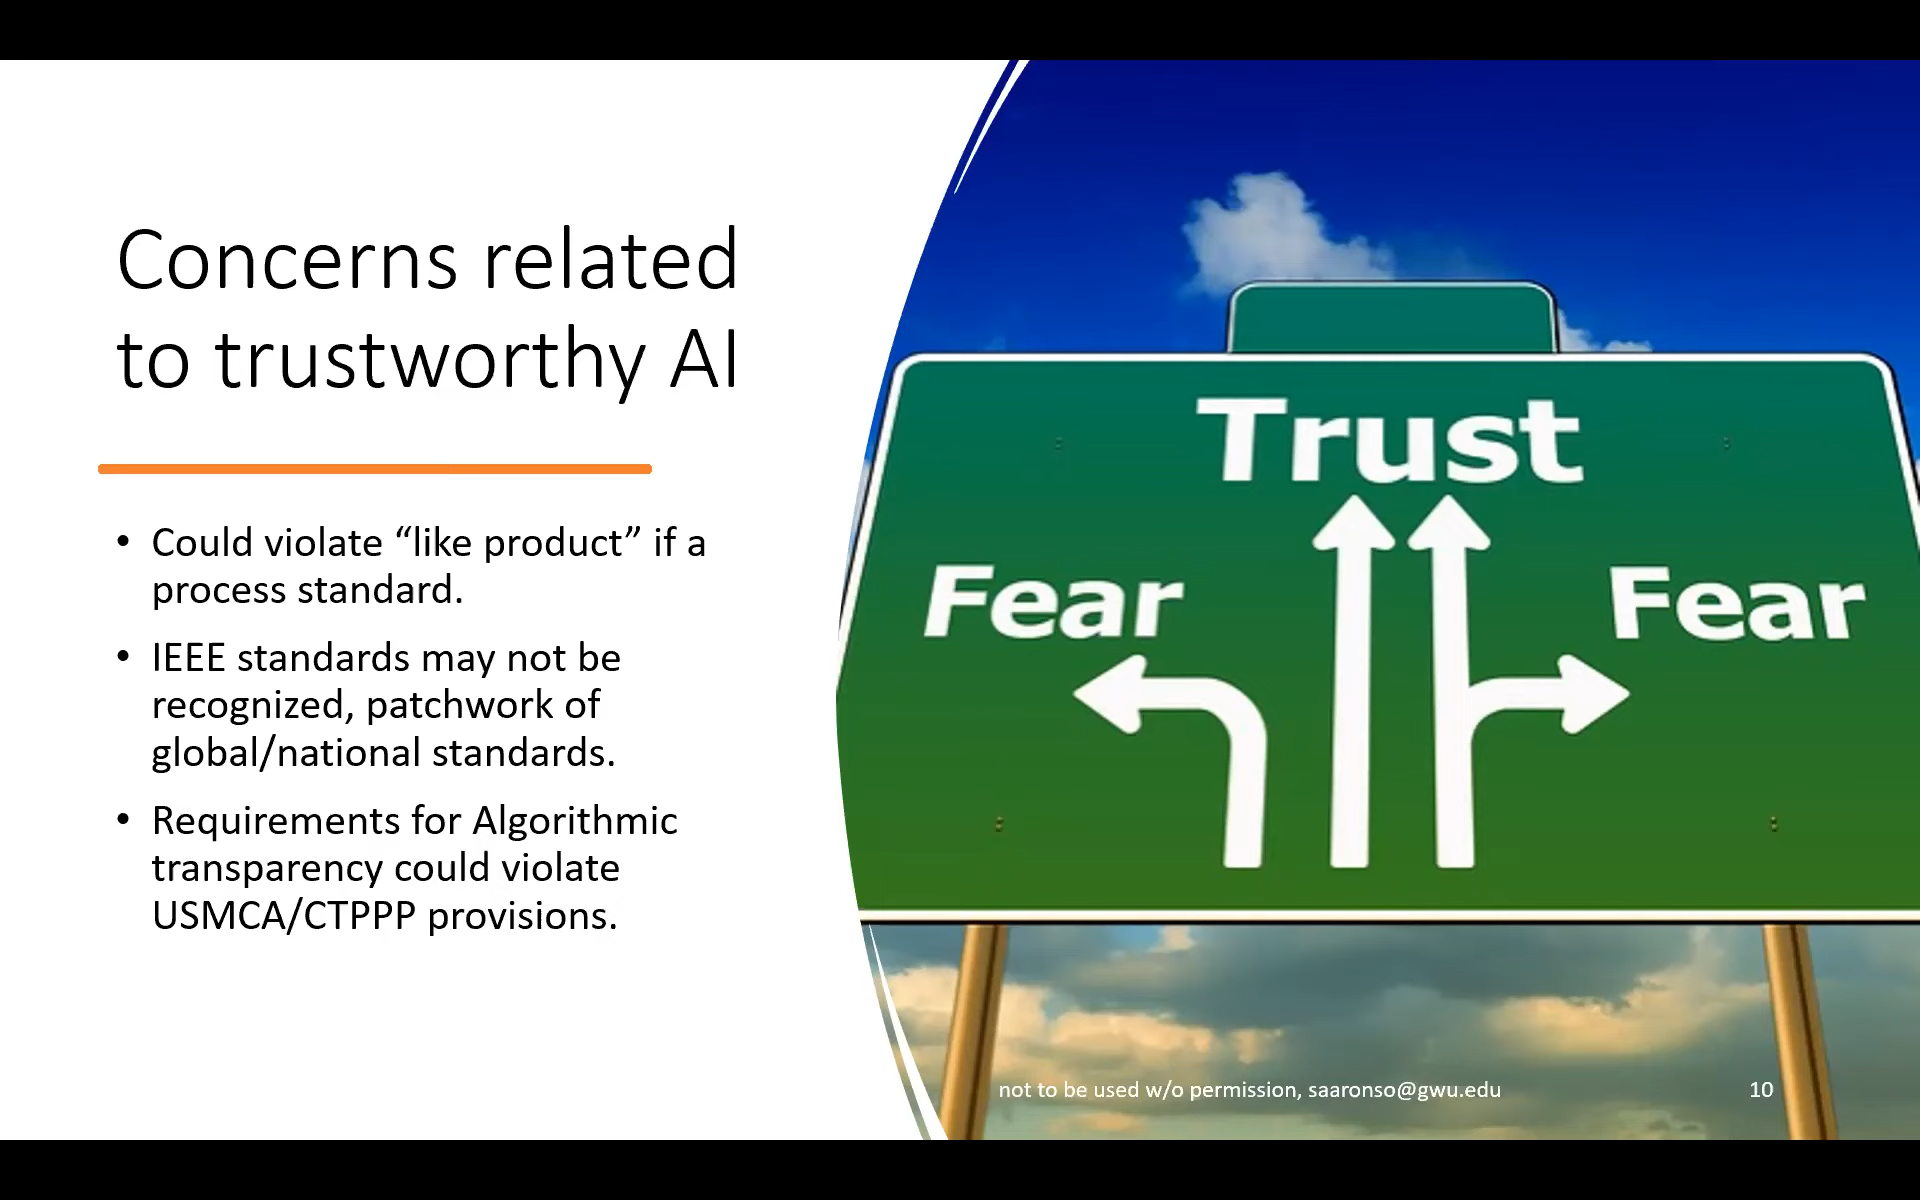 Concerns related
to trustworthy AI
• Could violate “like product” if a
process standard.
• IEEE standards may not be
recognized, patchwork of
global/national standards.
• Requirements for Algorithmic
transparency could violate
USMCA/CTPPP provisions.
Trust
Fear
Fear
not to be used w/o permission, saaronso@gwu.edu
10